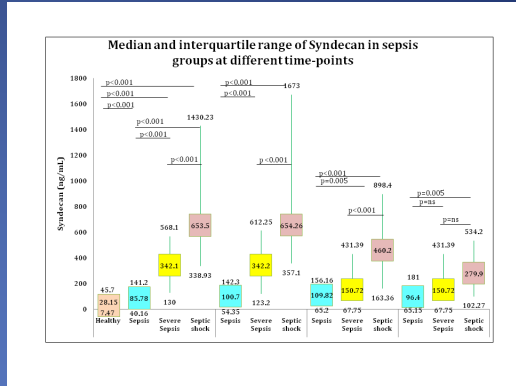 Median and interquartile range of Syndecan in sepsis
groups at different time-points
Syndecan (ng/mL)
1800
1600
1400
1200
1000
800
600
400
200
0
p<0.001
p<0.001
p<0.001
p<0.001
p<0.001
p<0.001
p<0.001
p<0.001
p<0.001
p<0.001
p=0.005
p<0.001
p=0.005
p=ns
p=ns
45.7
28.15
7.47
141.2
85.78
40.16
568.1
342.1
130
1430.23
653.5
338.93
142.3
100.7
54.35
612.25
342.2
123.2
1673
654.26
357.1
156.16
109.82
65.2
431.39
150.72
67.75
898.4
460.2
163.36
181
96.4
65.15
431.39
150.72
67.75
534.2
279.9
102.27
Healthy
Sepsis
Severe
Sepsis
Septic
shock
Sepsis
Severe
Sepsis
Septic
shock
Sepsis
Severe
Sepsis
Septic
shock
Sepsis
Severe
Sepsis
Septic
shock